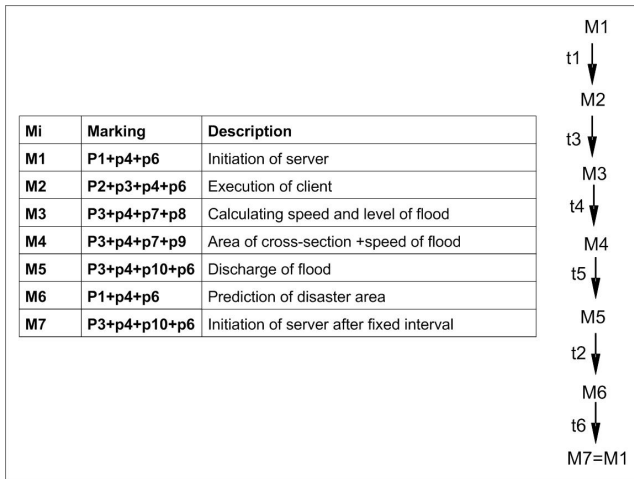 Mi Marking Description
M1 P1+p4+p6 Initiation of server
M2 P2+p3+p4+p6 Execution of client
M3 P3+p4+p7+p8 Calculating speed and level of flood
M4 P3+p4+p7+p9 Area of cross-section +speed of flood
M5 P3+p4+p10+p6 Discharge of flood
M6 P1+p4+p6 Prediction of disaster area
M7 P3+p4+p10+p6 Initiation of server after fixed interval
M1
t1
M2
t3
M3
t4
M4
t5
M5
t2
M6
t6
M7=M1